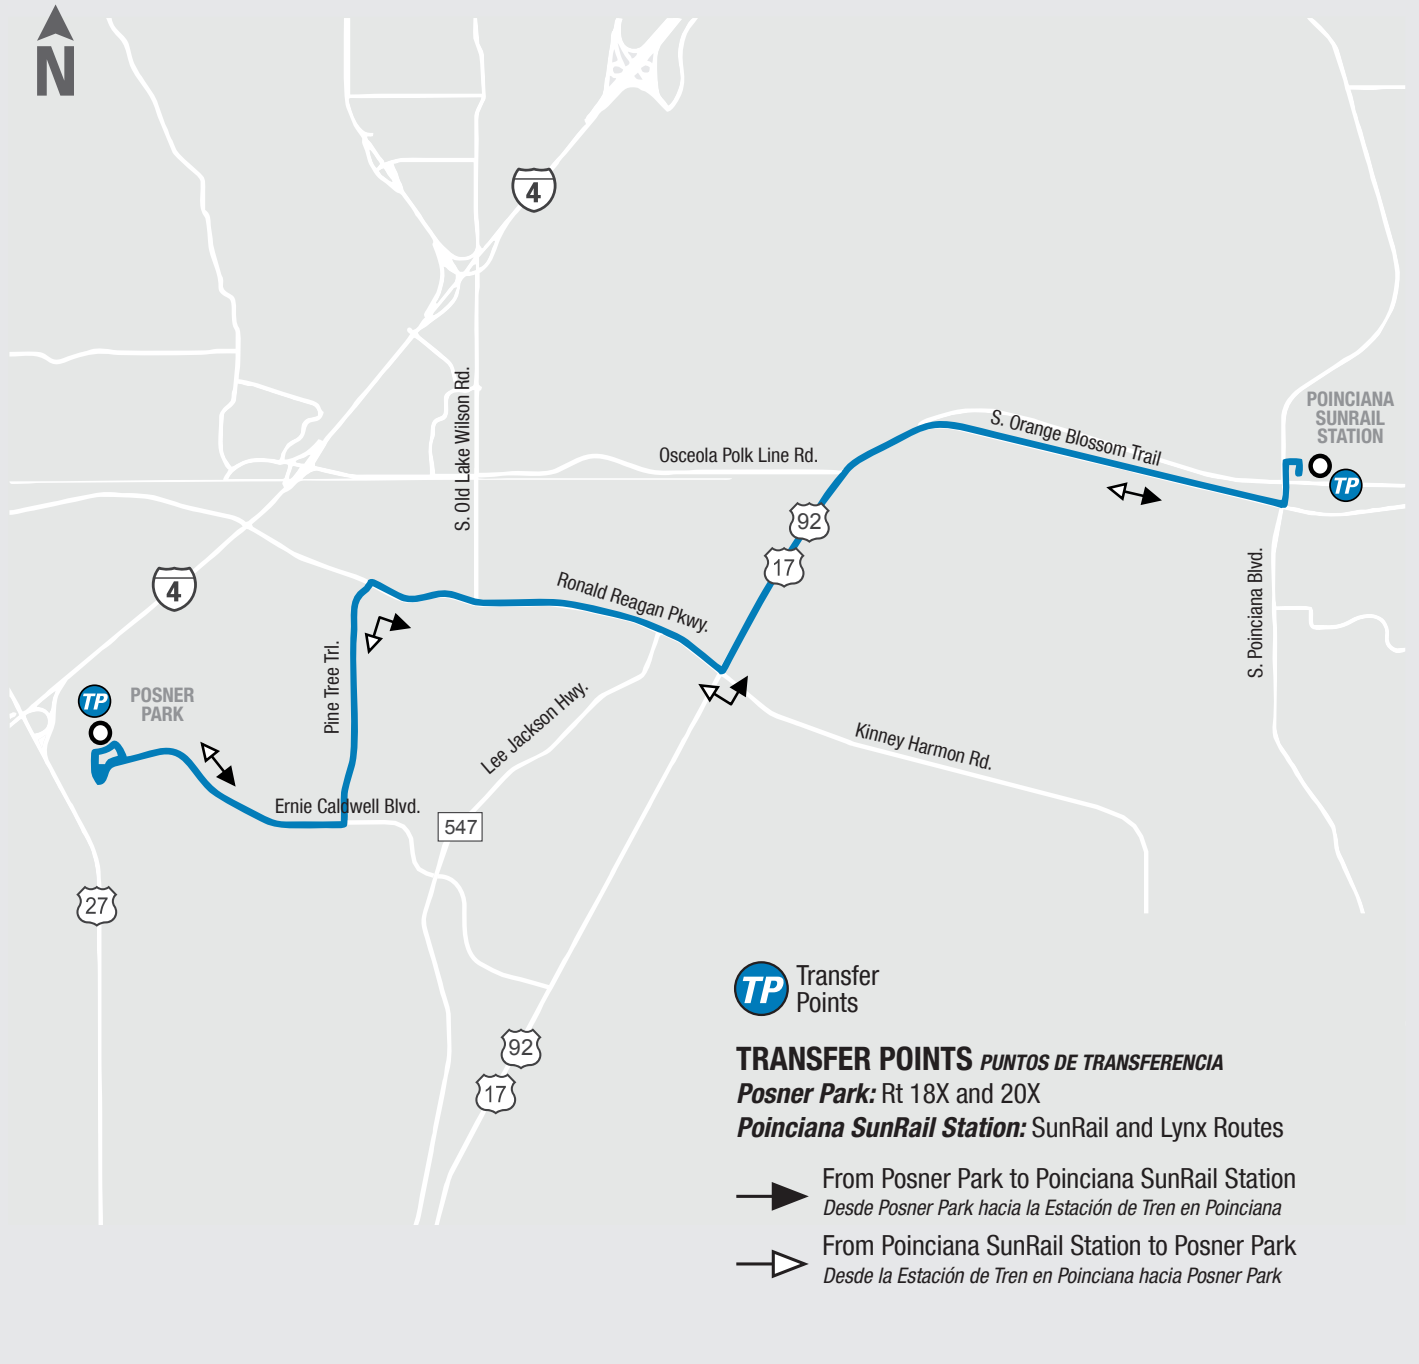 N
4
S. Old Lake Wilson Rd.
Osceola Polk Line Rd.
S. Orange Blossom Trail
POINCIANA
SUNRAIL
STATION
TP
92
17
4
Ronald Reagan Pkwy.
S. Poinciana Blvd.
Pine Tree Trl.
TP
POSNER
PARK
Lee Jackson Hwy.
Kinney Harmon Rd.
Ernie Caldwell Blvd.
547
27
92
17
TP Transfer
Points
TRANSFER POINTS PUNTOS DE TRANSFERENCIA
Posner Park: Rt 18X and 20X
Poinciana SunRail Station: SunRail and Lynx Routes
From Posner Park to Poinciana SunRail Station
Desde Posner Park hacia la Estación de Tren en Poinciana
From Poinciana SunRail Station to Posner Park
Desde la Estación de Tren en Poinciana hacia Posner Park